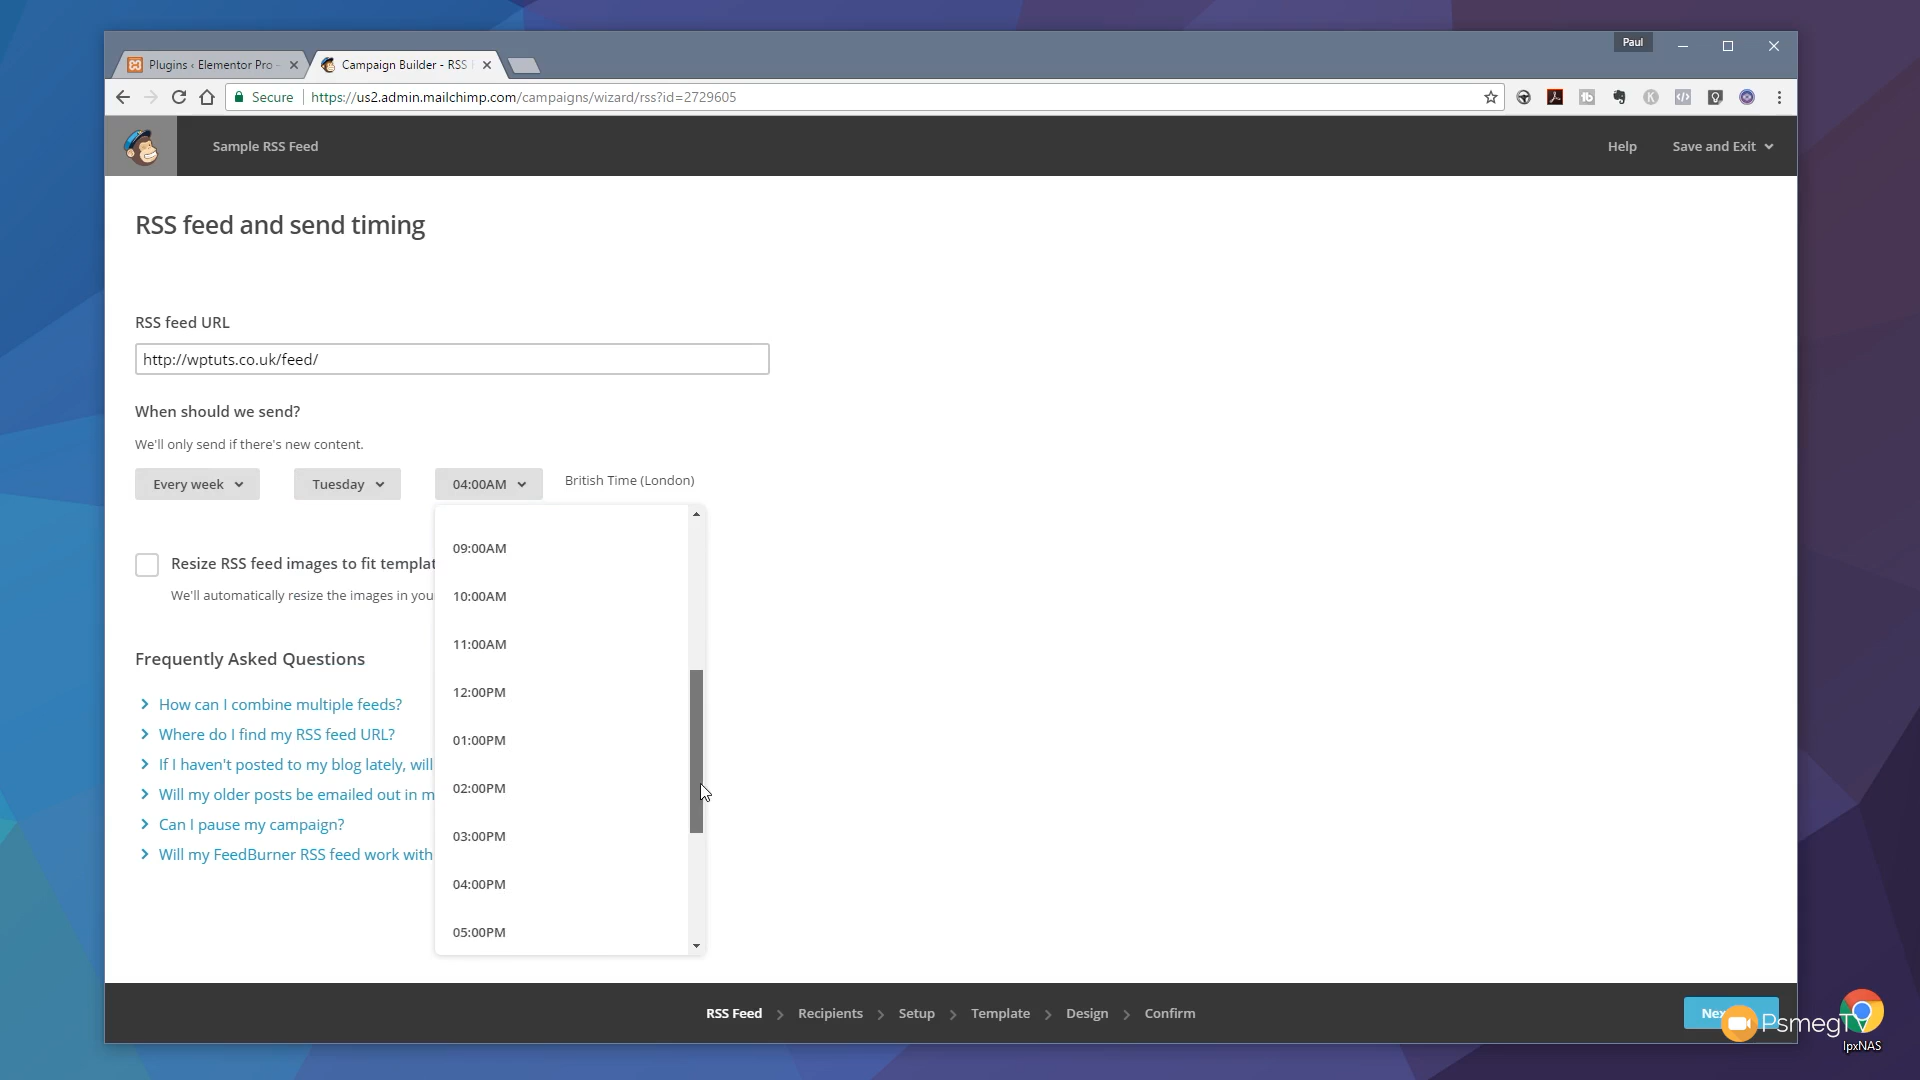 Paul
Plugins ‹ Elementor Pro
Campaign Builder - RSS
Secure
https://us2.admin.mailchimp.com/campaigns/wizard/rss?id=2729605
Sample RSS Feed
Help
Save and Exit
RSS feed and send timing
RSS feed URL
http://wptuts.co.uk/feed/
When should we send?
We'll only send if there's new content.
Every week
Tuesday
04:00AM
British Time (London)
09:00AM
10:00AM
11:00AM
12:00PM
01:00PM
02:00PM
03:00PM
04:00PM
05:00PM
Resize RSS feed images to fit templat
We'll automatically resize the images in you
Frequently Asked Questions
How can I combine multiple feeds?
Where do I find my RSS feed URL?
If I haven't posted to my blog lately, will
Will my older posts be emailed out in m
Can I pause my campaign?
Will my FeedBurner RSS feed work with
RSS Feed
Recipients
Setup
Template
Design
Confirm
PsmegTV
IpxNAS